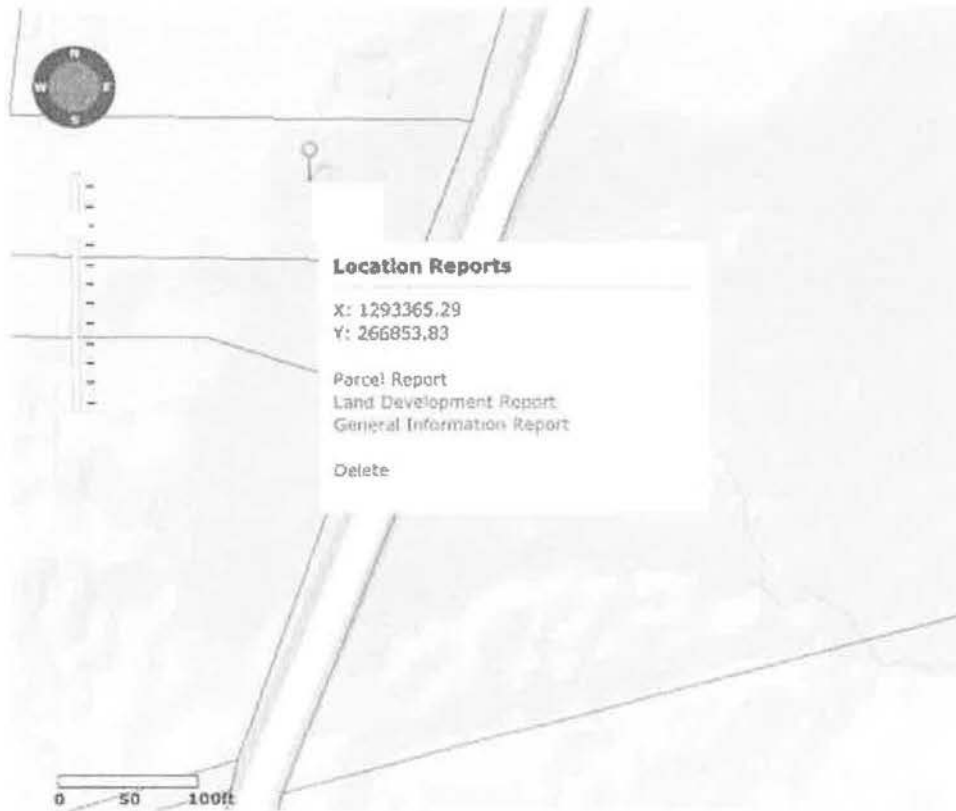 N
W E
S
Location Reports
X: 1293365.29
Y: 266853.83
Parcel Report
Land Development Report
General Information Report
Delete
0 50 100ft